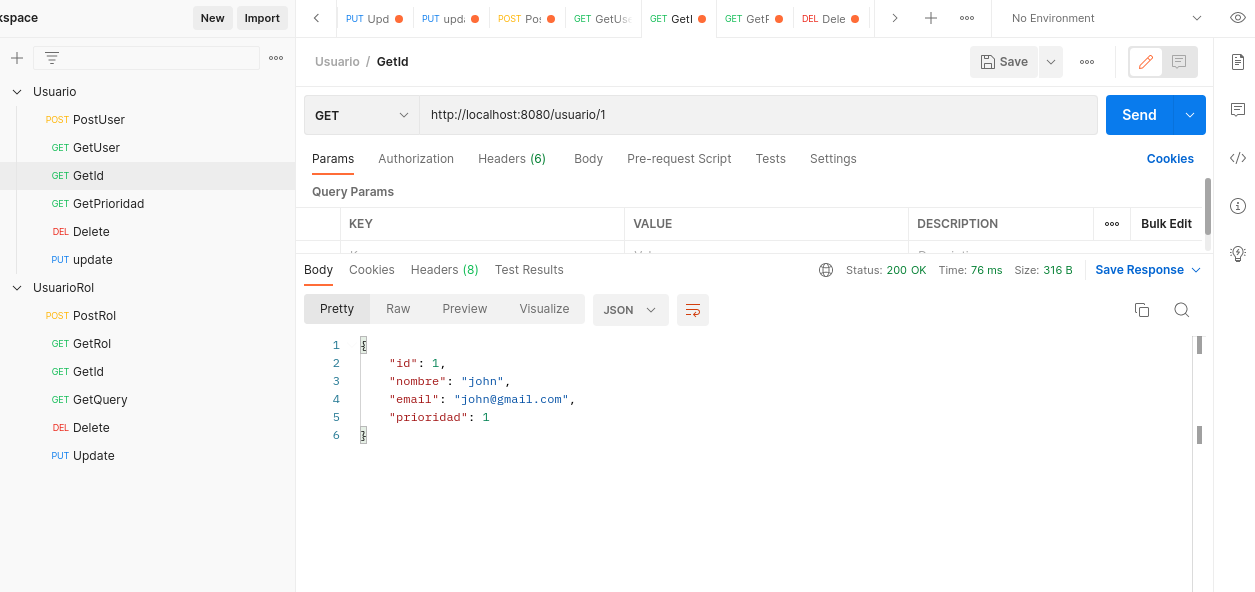 kspace New Import
PUT Upd PUT upda POST Pos GET GetUse GET GetI GET GetP DEL Dele No Environment
Usuario / GetId Save
Usuario
POST PostUser
GET GetUser
GET GetId
GET GetPrioridad
DEL Delete
PUT update
UsuarioRol
POST PostRol
GET GetRol
GET GetId
GET GetQuery
DEL Delete
PUT Update
GET http://localhost:8080/usuario/1 Send
Params Authorization Headers (6) Body Pre-request Script Tests Settings Cookies
Query Params
KEY VALUE DESCRIPTION Bulk Edit
Body Cookies Headers (8) Test Results Status: 200 OK Time: 76 ms Size: 316 B Save Response
Pretty Raw Preview Visualize JSON
1 {
2 "id": 1,
3 "nombre": "john",
4 "email": "john@gmail.com",
5 "prioridad": 1
6 }